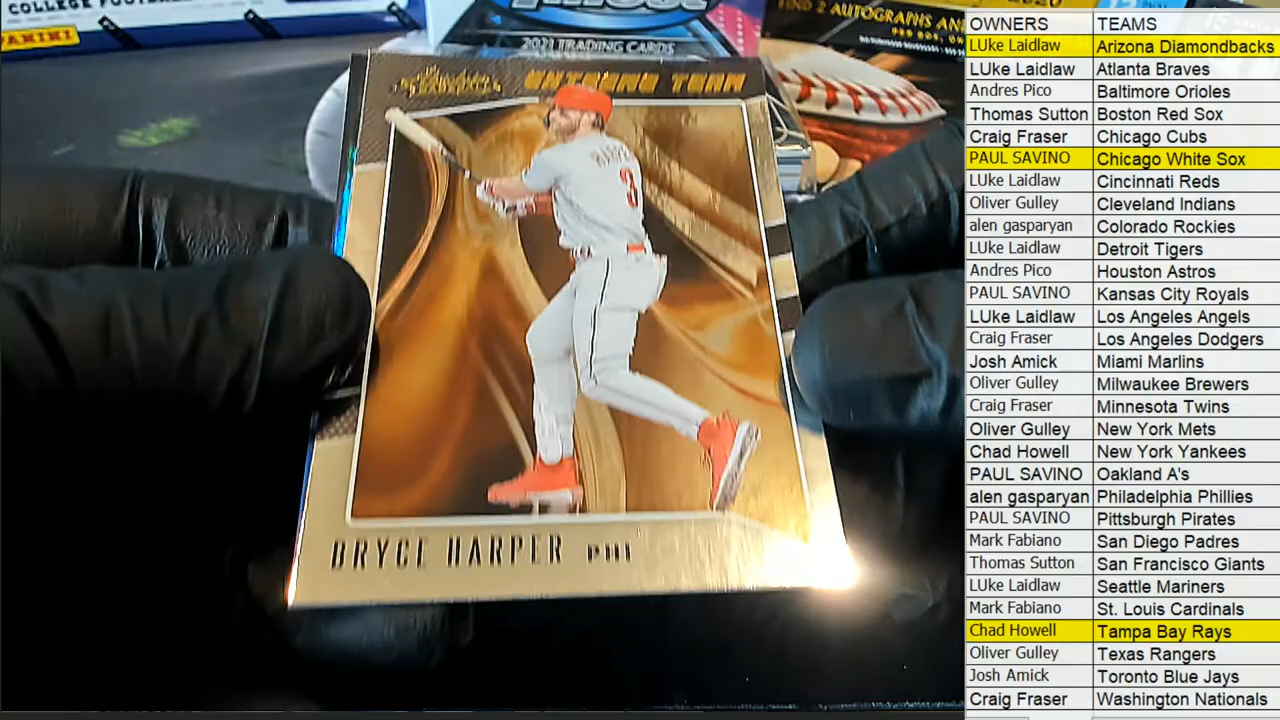 COLLEGE FOOTBALL
PANINI
2021 TRADING CARDS
FIND 2 AUTOGRAPHS AND
TEAM
HARPER
3
BRYCE HARPER PHI
OWNERS TEAMS
LUke Laidlaw Arizona Diamondbacks
LUke Laidlaw Atlanta Braves
Andres Pico Baltimore Orioles
Thomas Sutton Boston Red Sox
Craig Fraser Chicago Cubs
PAUL SAVINO Chicago White Sox
LUke Laidlaw Cincinnati Reds
Oliver Gulley Cleveland Indians
alen gasparyan Colorado Rockies
LUke Laidlaw Detroit Tigers
Andres Pico Houston Astros
PAUL SAVINO Kansas City Royals
LUke Laidlaw Los Angeles Angels
Craig Fraser Los Angeles Dodgers
Josh Amick Miami Marlins
Oliver Gulley Milwaukee Brewers
Craig Fraser Minnesota Twins
Oliver Gulley New York Mets
Chad Howell New York Yankees
PAUL SAVINO Oakland A's
alen gasparyan Philadelphia Phillies
PAUL SAVINO Pittsburgh Pirates
Mark Fabiano San Diego Padres
Thomas Sutton San Francisco Giants
LUke Laidlaw Seattle Mariners
Mark Fabiano St. Louis Cardinals
Chad Howell Tampa Bay Rays
Oliver Gulley Texas Rangers
Josh Amick Toronto Blue Jays
Craig Fraser Washington Nationals